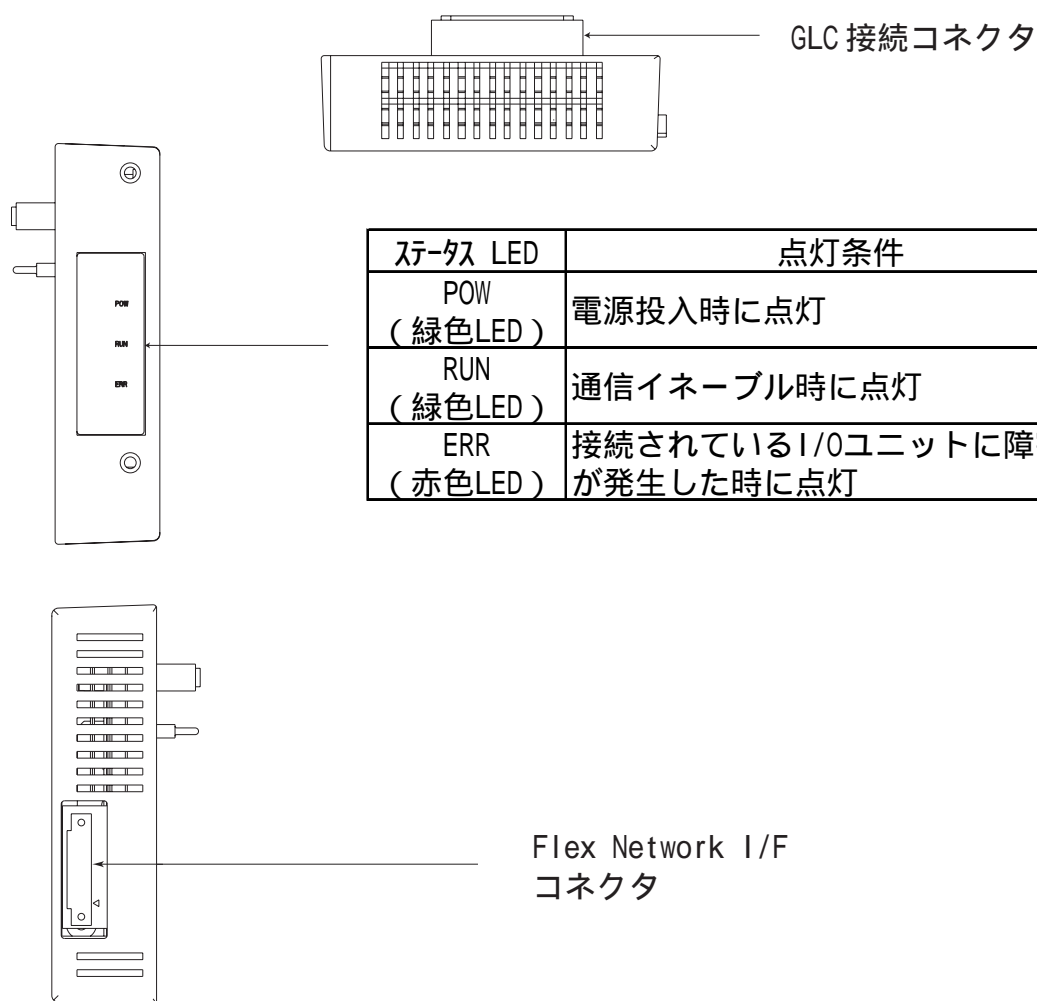 GLC接続コネクタ
ステータス LED 点灯条件
POW
(緑色LED)
電源投入時に点灯
RUN
(緑色LED)
通信イネーブル時に点灯
ERR
(赤色LED)
接続されているI/Oユニットに障
が発生した時に点灯
POW
RUN
ERR
Flex Network I/F
コネクタ